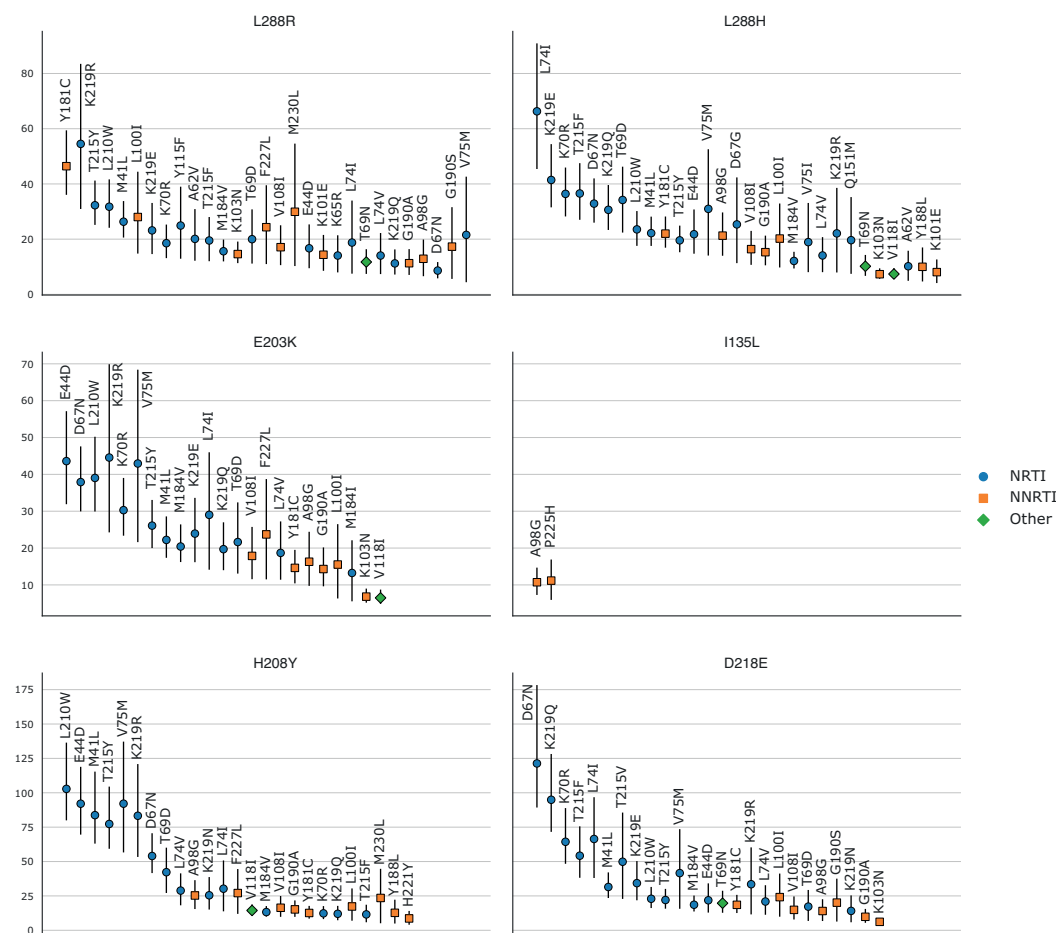 L288R
80
60
40
20
0
Y181C
K219R
T215Y
L210W
M41L
L100I
K219E
K70R
Y115F
A62V
T215F
M184V
K103N
T69D
F227L
V108I
M230L
E44D
K101E
K65R
L74I
T69N
L74V
K219Q
G190A
A98G
D67N
G190S
V75M
L288H
L74I
K219E
K70R
T215F
D67N
K219Q
T69D
L210W
M41L
Y181C
T215Y
E44D
V75M
A98G
D67G
V108I
G190A
L100I
M184V
V75I
L74V
K219R
Q151M
T69N
K103N
V118I
A62V
Y188L
K101E
E203K
70
60
50
40
30
20
10
E44D
D67N
L210W
K219R
K70R
V75M
T215Y
M41L
M184V
K219E
L74I
K219Q
T69D
V108I
F227L
L74V
Y181C
A98G
G190A
L100I
M184I
K103N
V118I
I135L
A98G
P225H
NRTI
NNRTI
Other
H208Y
175
150
125
100
75
50
25
0
L210W
E44D
M41L
T215Y
V75M
K219R
D67N
T69D
L74V
A98G
K219N
L74I
F227L
V118I
M184V
V108I
G190A
Y181C
K70R
K219Q
L100I
T215F
M230L
Y188L
H221Y
D218E
D67N
K219Q
K70R
T215F
L74I
M41L
T215V
K219E
L210W
T215Y
V75M
M184V
E44D
T69N
Y181C
K219R
L74V
L100I
V108I
T69D
A98G
G190S
K219N
G190A
K103N